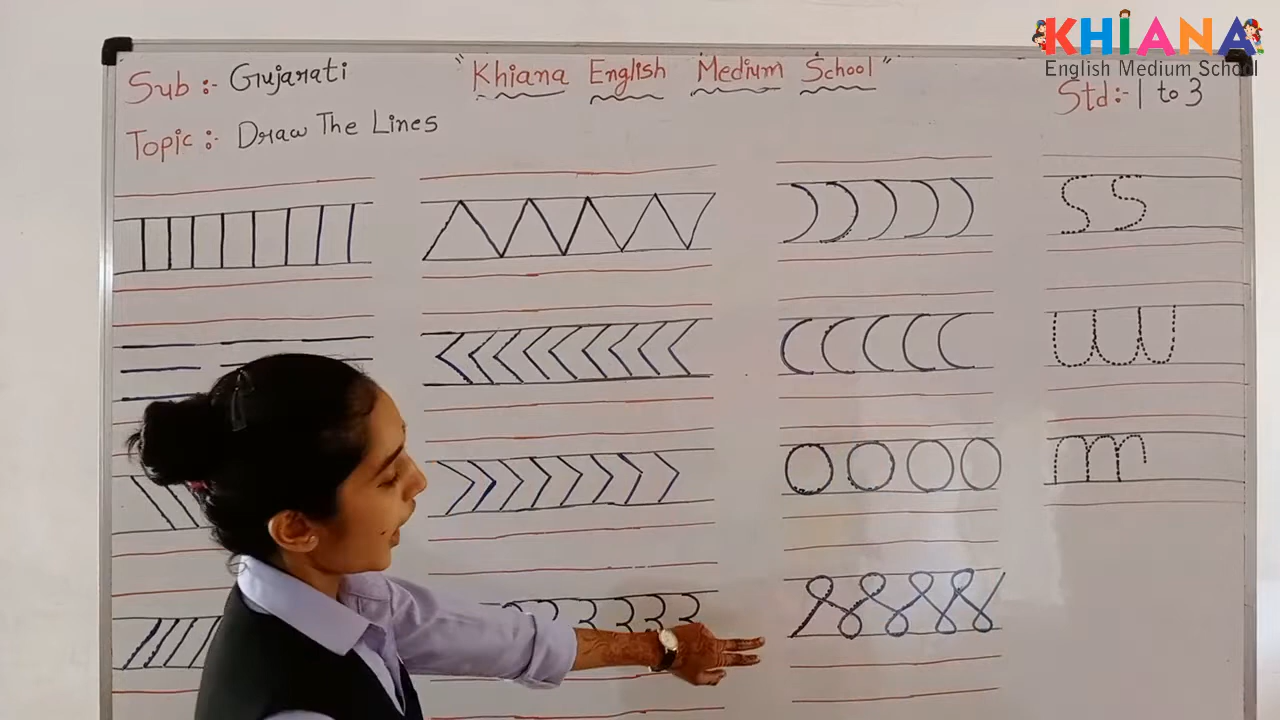 KHIANA
English Medium School
Sub :- Gujarati
"Khiana English Medium School"
Std :- 1 to 3
Topic :- Draw The Lines
S S